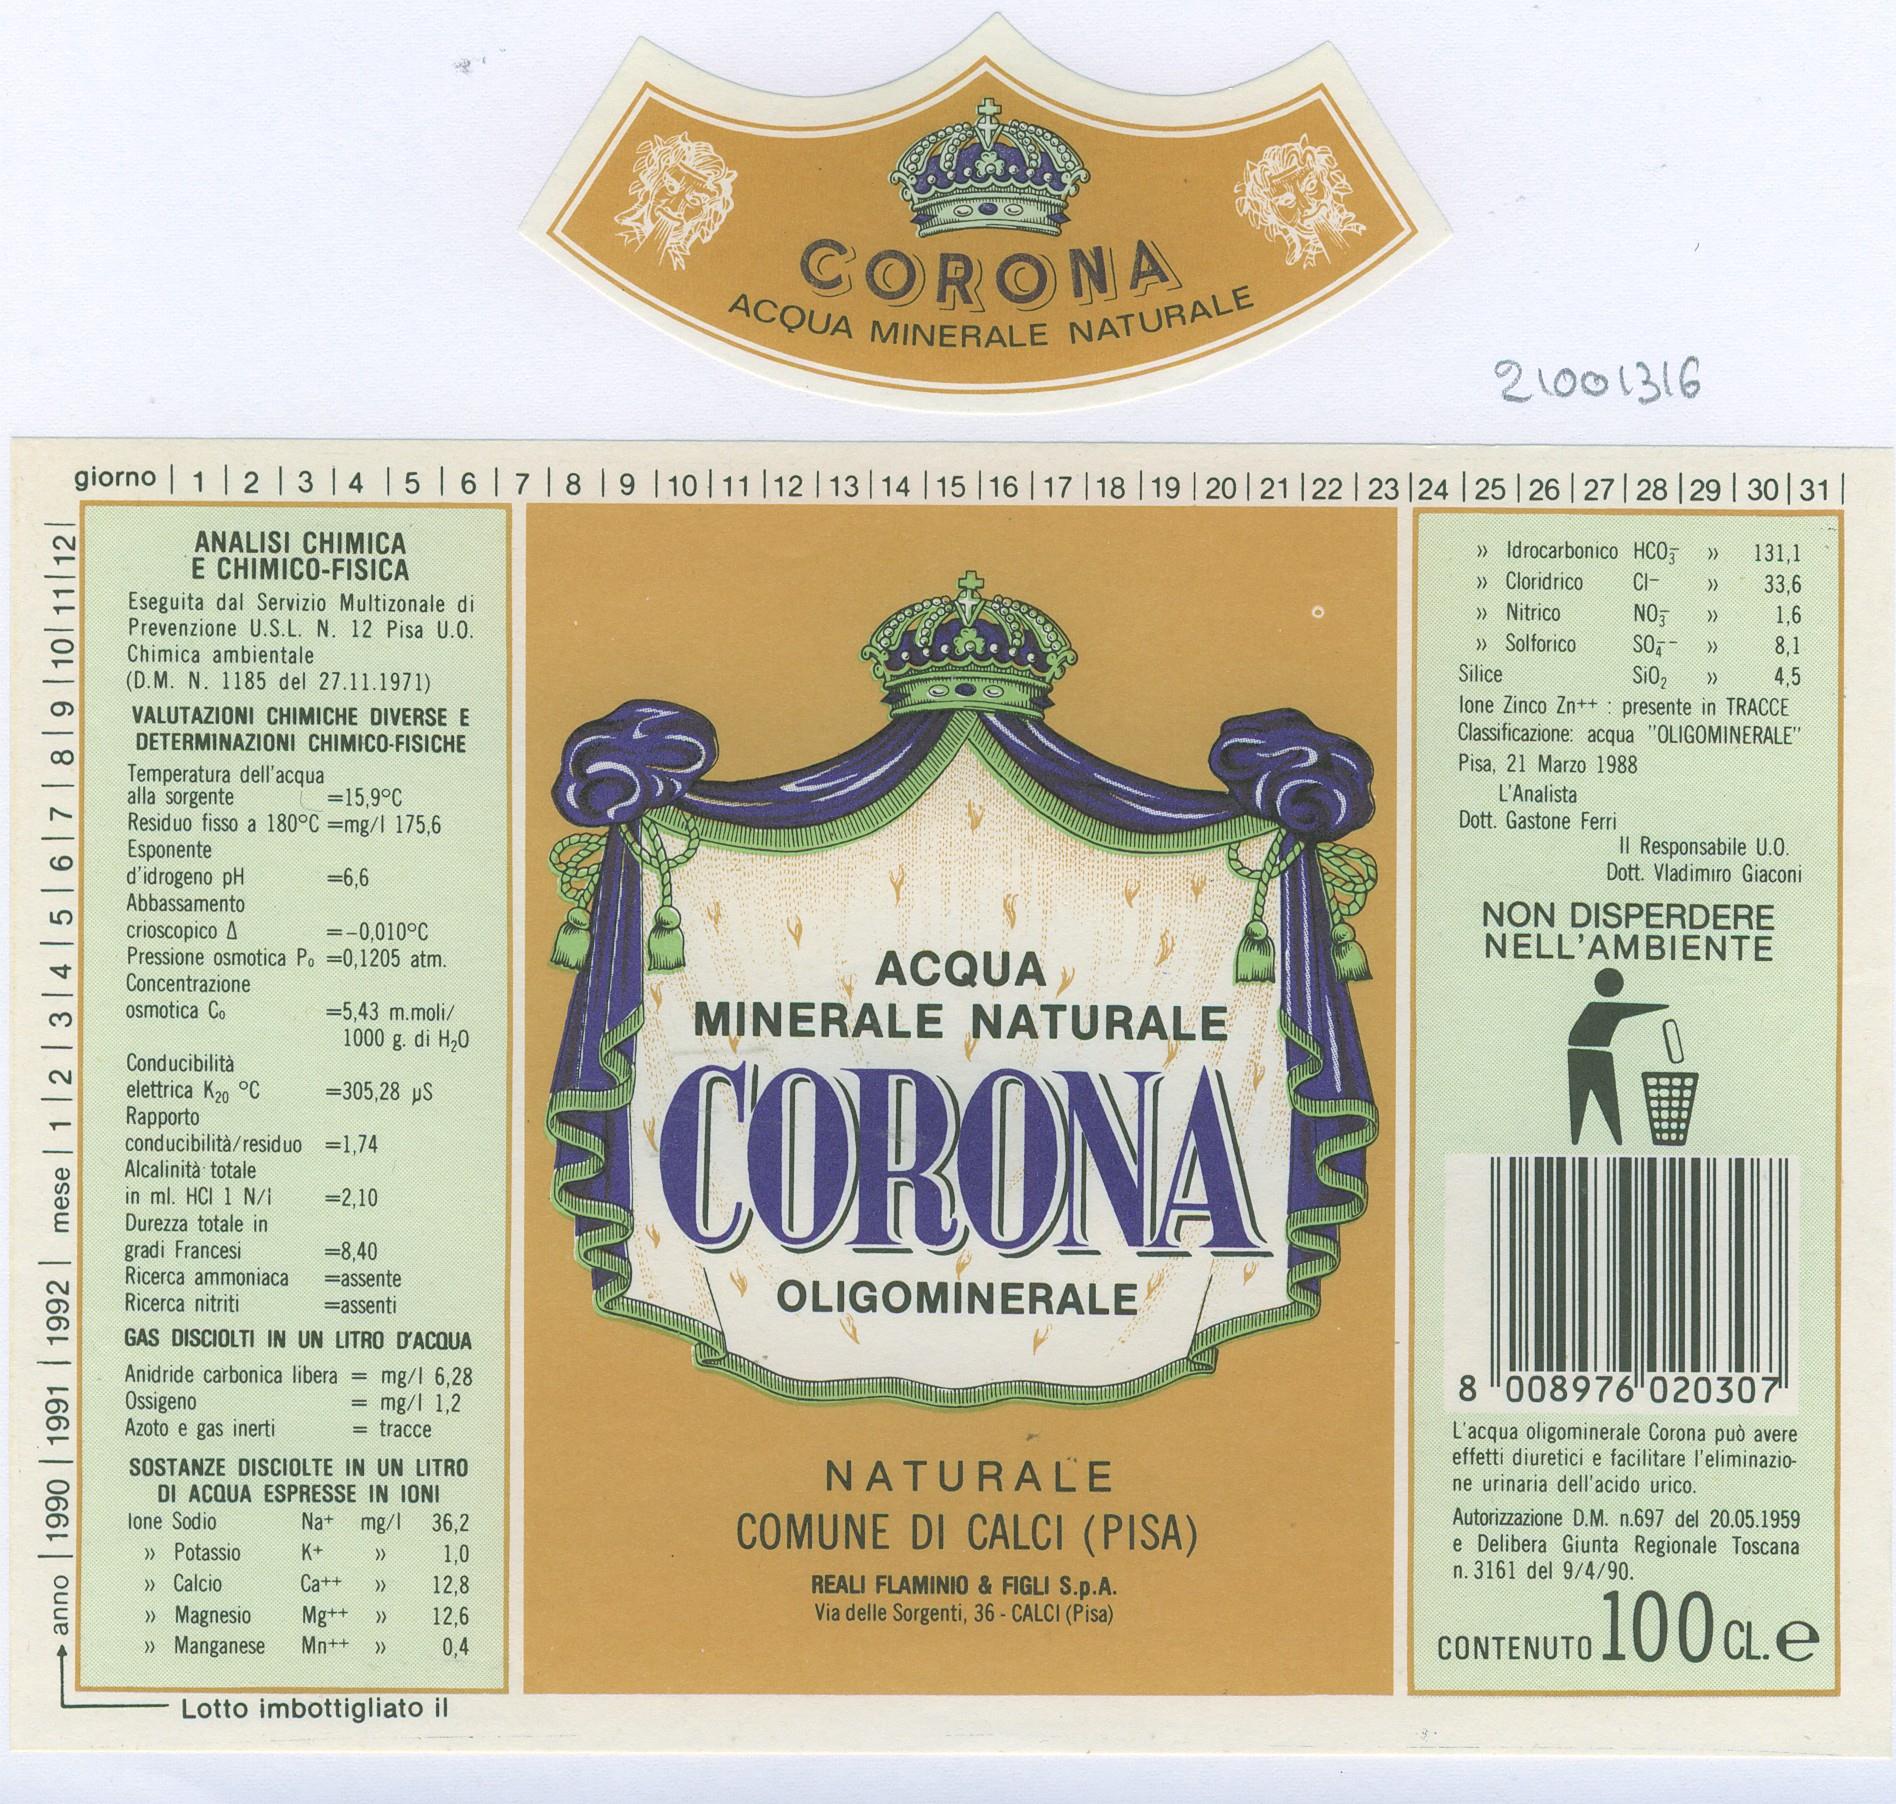 CORONA
ACQUA MINERALE NATURALE
21001316
giorno | 1 | 2 | 3 | 4 | 5 | 6 | 7 | 8 | 9 | 10 | 11 | 12 | 13 | 14 | 15 | 16 | 17 | 18 | 19 | 20 | 21 | 22 | 23 | 24 | 25 | 26 | 27 | 28 | 29 | 30 | 31 |
anno | 1990 | 1991 | 1992 | mese | 1 | 2 | 3 | 4 | 5 | 6 | 7 | 8 | 9 | 10 | 11 | 12 |
Lotto imbottigliato il
ANALISI CHIMICA
E CHIMICO-FISICA
Eseguita dal Servizio Multizonale di
Prevenzione U.S.L. N. 12 Pisa U.O.
Chimica ambientale
(D.M. N. 1185 del 27.11.1971)
VALUTAZIONI CHIMICHE DIVERSE E
DETERMINAZIONI CHIMICO-FISICHE
Temperatura dell'acqua
alla sorgente =15,9°C
Residuo fisso a 180°C =mg/l 175,6
Esponente
d'idrogeno pH =6,6
Abbassamento
crioscopico Δ =-0,010°C
Pressione osmotica P₀ =0,1205 atm.
Concentrazione
osmotica C₀ =5,43 m.moli/
1000 g. di H₂O
Conducibilità
elettrica K₂₀ °C =305,28 µS
Rapporto
conducibilità/residuo =1,74
Alcalinità totale
in ml. HCl 1 N/l =2,10
Durezza totale in
gradi Francesi =8,40
Ricerca ammoniaca =assente
Ricerca nitriti =assenti
GAS DISCIOLTI IN UN LITRO D'ACQUA
Anidride carbonica libera = mg/l 6,28
Ossigeno = mg/l 1,2
Azoto e gas inerti = tracce
SOSTANZE DISCIOLTE IN UN LITRO
DI ACQUA ESPRESSE IN IONI
Ione Sodio Na⁺ mg/l 36,2
» Potassio K⁺ » 1,0
» Calcio Ca⁺⁺ » 12,8
» Magnesio Mg⁺⁺ » 12,6
» Manganese Mn⁺⁺ » 0,4
ACQUA
MINERALE NATURALE
CORONA
OLIGOMINERALE
NATURALE
COMUNE DI CALCI (PISA)
REALI FLAMINIO & FIGLI S.p.A.
Via delle Sorgenti, 36 - CALCI (Pisa)
» Idrocarbonico HCO₃⁻ » 131,1
» Cloridrico Cl⁻ » 33,6
» Nitrico NO₃⁻ » 1,6
» Solforico SO₄⁻⁻ » 8,1
Silice SiO₂ » 4,5
Ione Zinco Zn⁺⁺ : presente in TRACCE
Classificazione: acqua "OLIGOMINERALE"
Pisa, 21 Marzo 1988
L'Analista
Dott. Gastone Ferri
Il Responsabile U.O.
Dott. Vladimiro Giaconi
NON DISPERDERE
NELL'AMBIENTE
8 008976 020307
L'acqua oligominerale Corona può avere
effetti diuretici e facilitare l'eliminazio-
ne urinaria dell'acido urico.
Autorizzazione D.M. n.697 del 20.05.1959
e Delibera Giunta Regionale Toscana
n. 3161 del 9/4/90.
CONTENUTO 100 CL. e